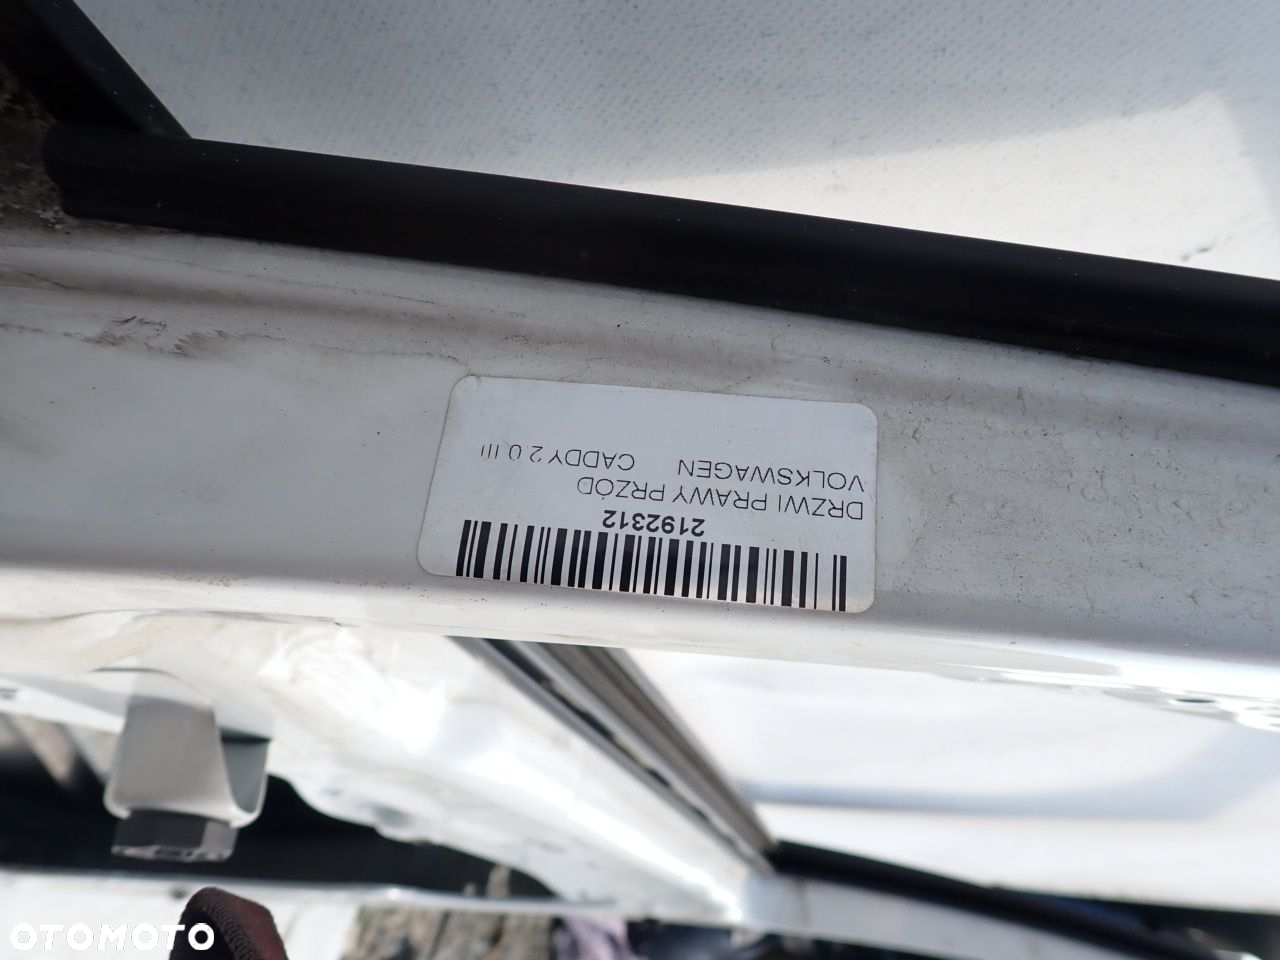 2192312
DRZWI PRAWY PRZÓD
VOLKSWAGEN CADDY 2.0 III
OTOMOTO